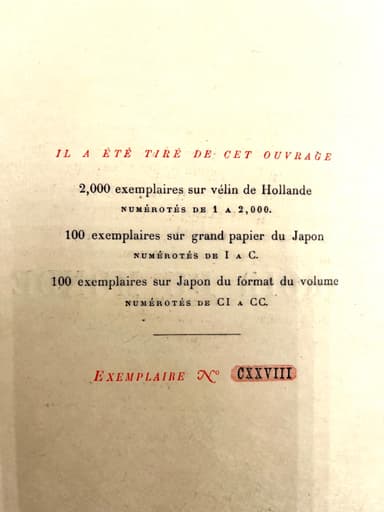 IL A ÉTÉ TIRÉ DE CET OUVRAGE
2,000 exemplaires sur vélin de Hollande
NUMÉROTÉS DE 1 A 2,000.
100 exemplaires sur grand papier du Japon
NUMÉROTÉS DE I A C.
100 exemplaires sur Japon du format du volume
NUMÉROTÉS DE CI A CC.
EXEMPLAIRE Nº CXXVIII